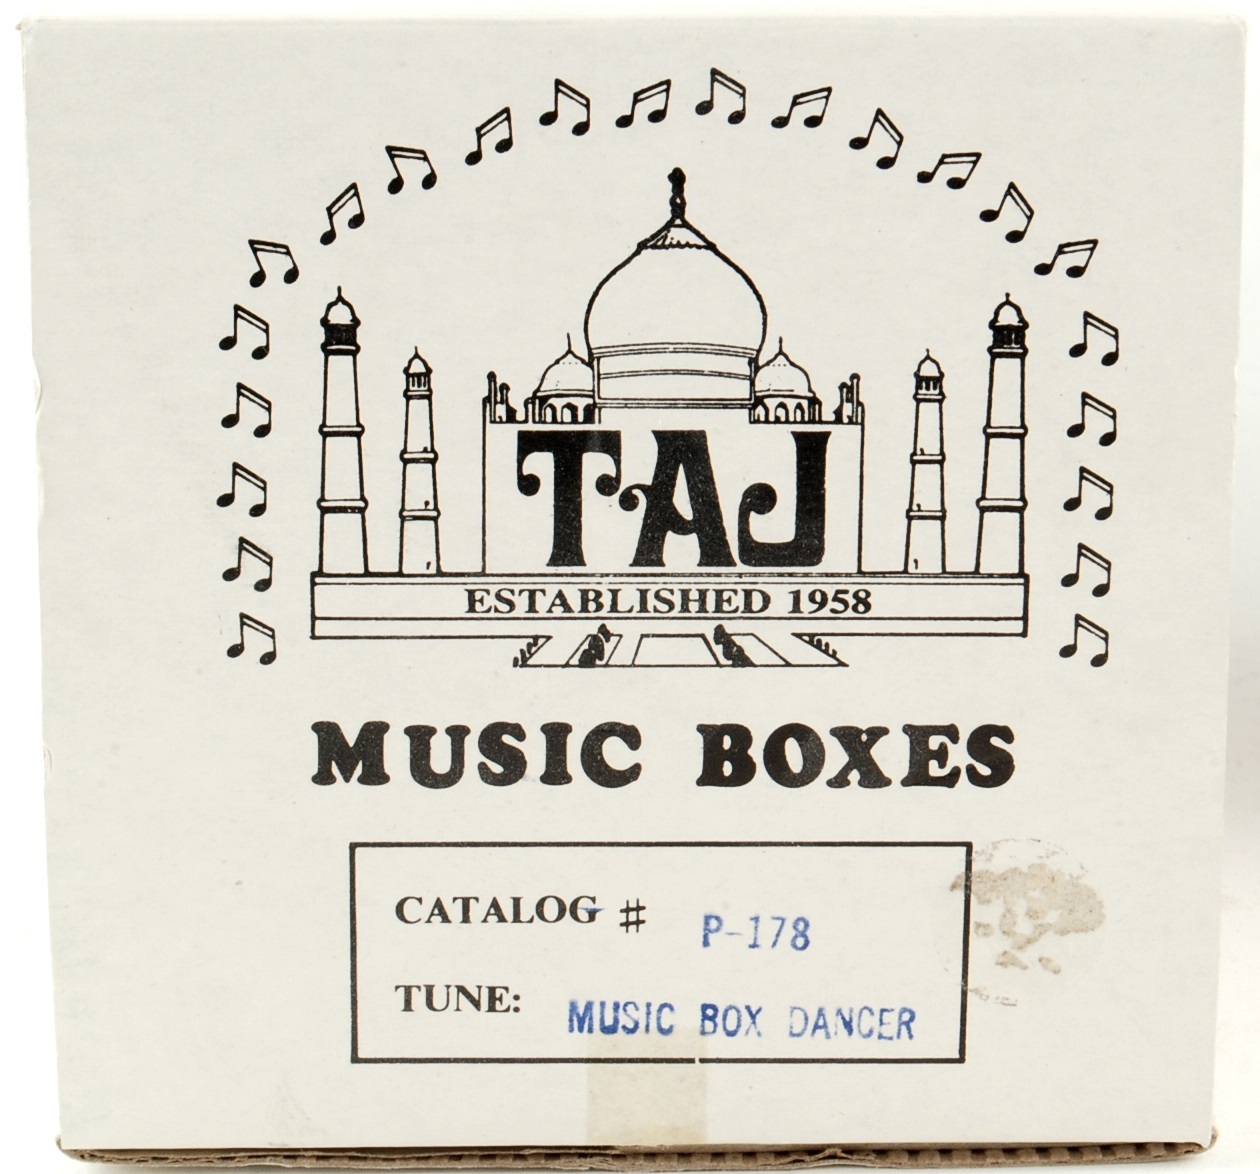 TAJ
ESTABLISHED 1958
MUSIC BOXES
CATALOG # P-178
TUNE: MUSIC BOX DANCER